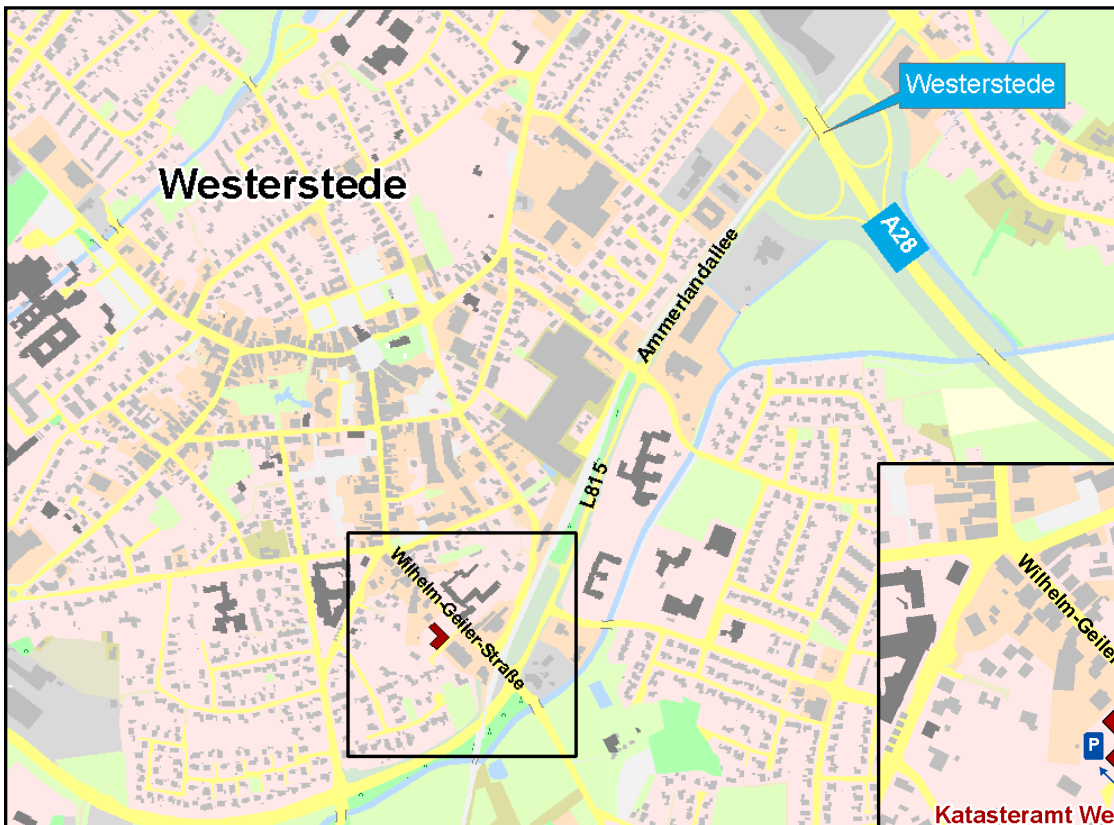 Westerstede
Westerstede
A28
Ammerlandallee
L815
Wilhelm-Geiler-Straße
Wilhelm-Geiler
P
Katasteramt We